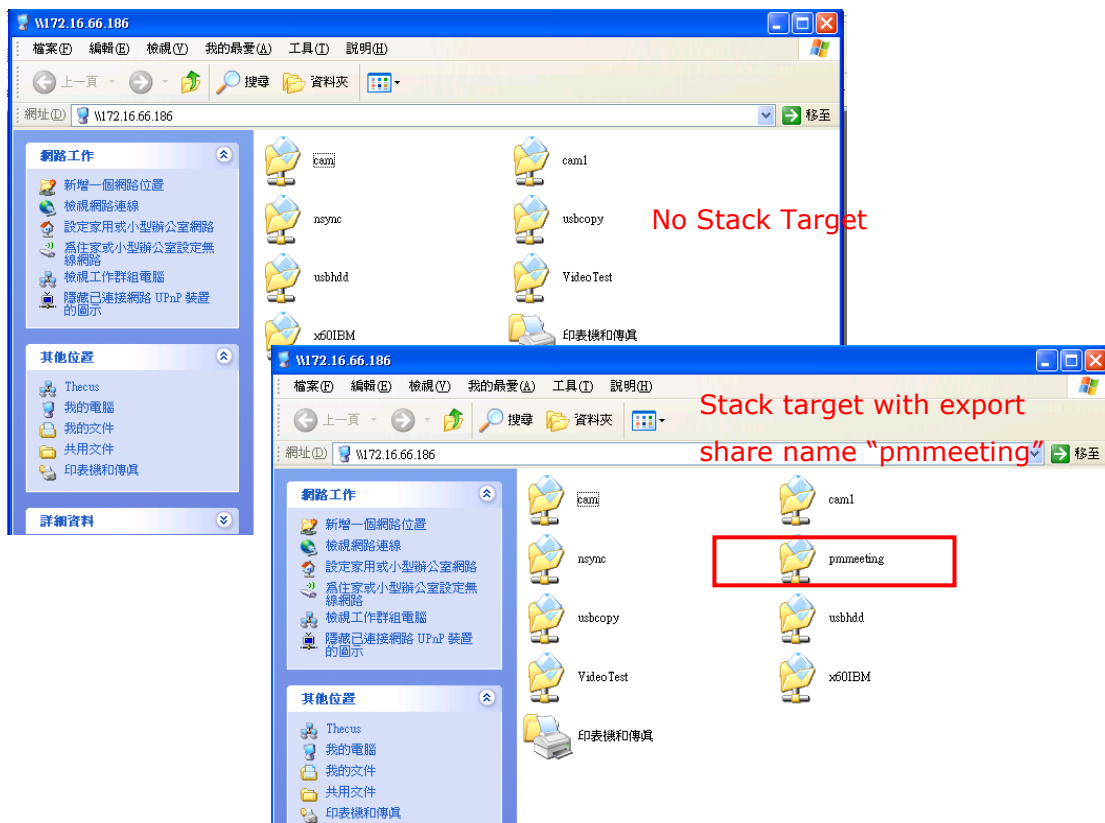 \\172.16.66.186
檔案(F) 編輯(E) 檢視(V) 我的最愛(A) 工具(T) 說明(H)
上一頁 搜尋 資料夾
網址(D) \\172.16.66.186 移至
網路工作
新增一個網路位置
檢視網路連線
設定家用或小型辦公室網路
為住家或小型辦公室設定無
線網路
檢視工作群組電腦
隱藏已連接網路 UPnP 裝置
的圖示
其他位置
Thecus
我的電腦
我的文件
共用文件
印表機和傳真
詳細資料
cam cam1
nsync usbcopy
usbhdd VideoTest
x60IBM 印表機和傳真
No Stack Target
\\172.16.66.186
檔案(F) 編輯(E) 檢視(V) 我的最愛(A) 工具(T) 說明(H)
上一頁 搜尋 資料夾
網址(D) \\172.16.66.186 移至
Stack target with export
share name “pmmeeting”
網路工作
新增一個網路位置
檢視網路連線
設定家用或小型辦公室網路
為住家或小型辦公室設定無
線網路
檢視工作群組電腦
隱藏已連接網路 UPnP 裝置
的圖示
其他位置
Thecus
我的電腦
我的文件
共用文件
印表機和傳真
cam cam1
nsync pmmeeting
usbcopy usbhdd
VideoTest x60IBM
印表機和傳真